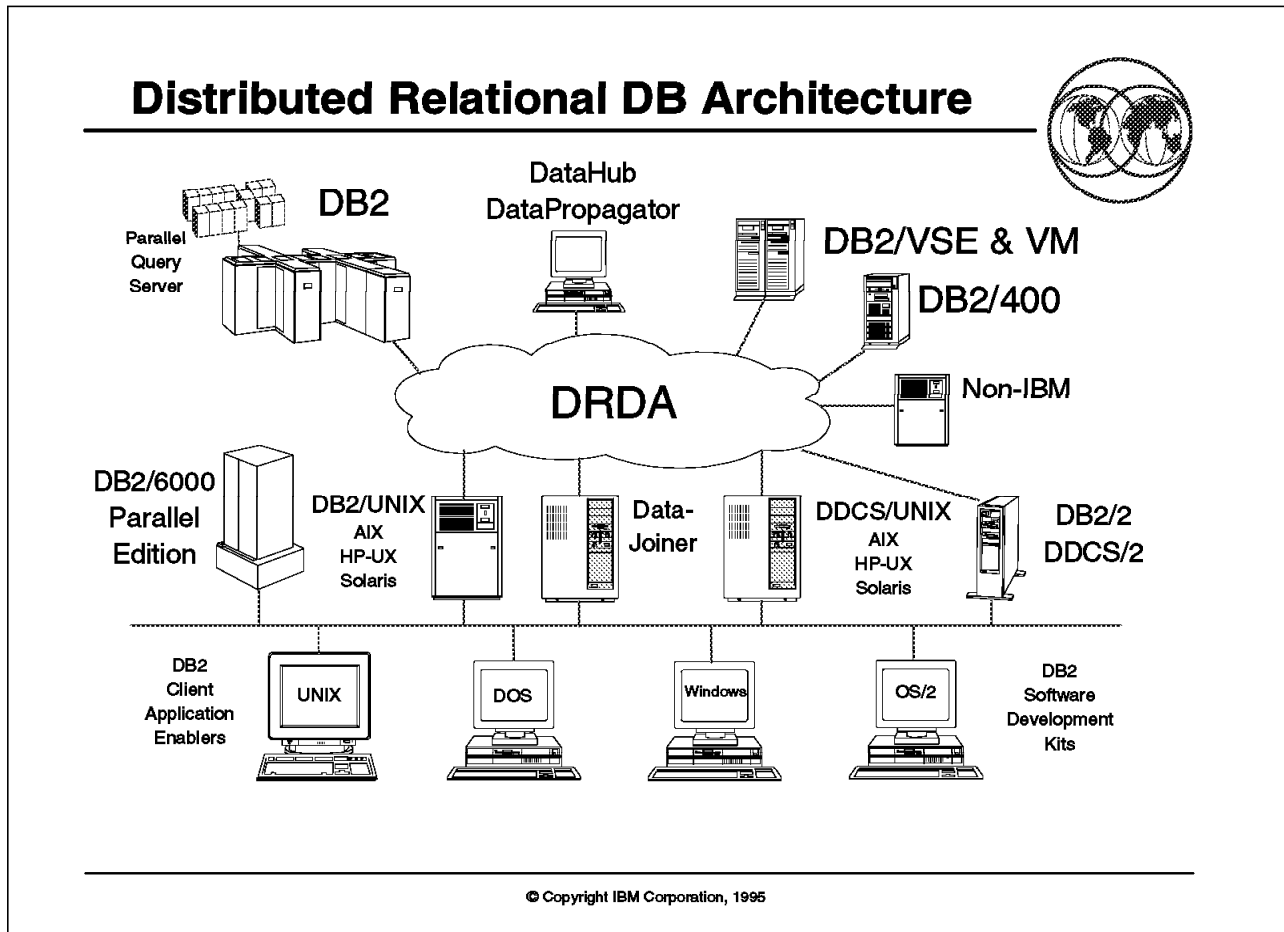 Distributed Relational DB Architecture
DB2
Parallel
Query
Server
DataHub
DataPropagator
DB2/VSE & VM
DB2/400
Non-IBM
DRDA
DB2/6000
Parallel
Edition
DB2/UNIX
AIX
HP-UX
Solaris
Data-
Joiner
DDCS/UNIX
AIX
HP-UX
Solaris
DB2/2
DDCS/2
DB2
Client
Application
Enablers
UNIX
DOS
Windows
OS/2
DB2
Software
Development
Kits
© Copyright IBM Corporation, 1995